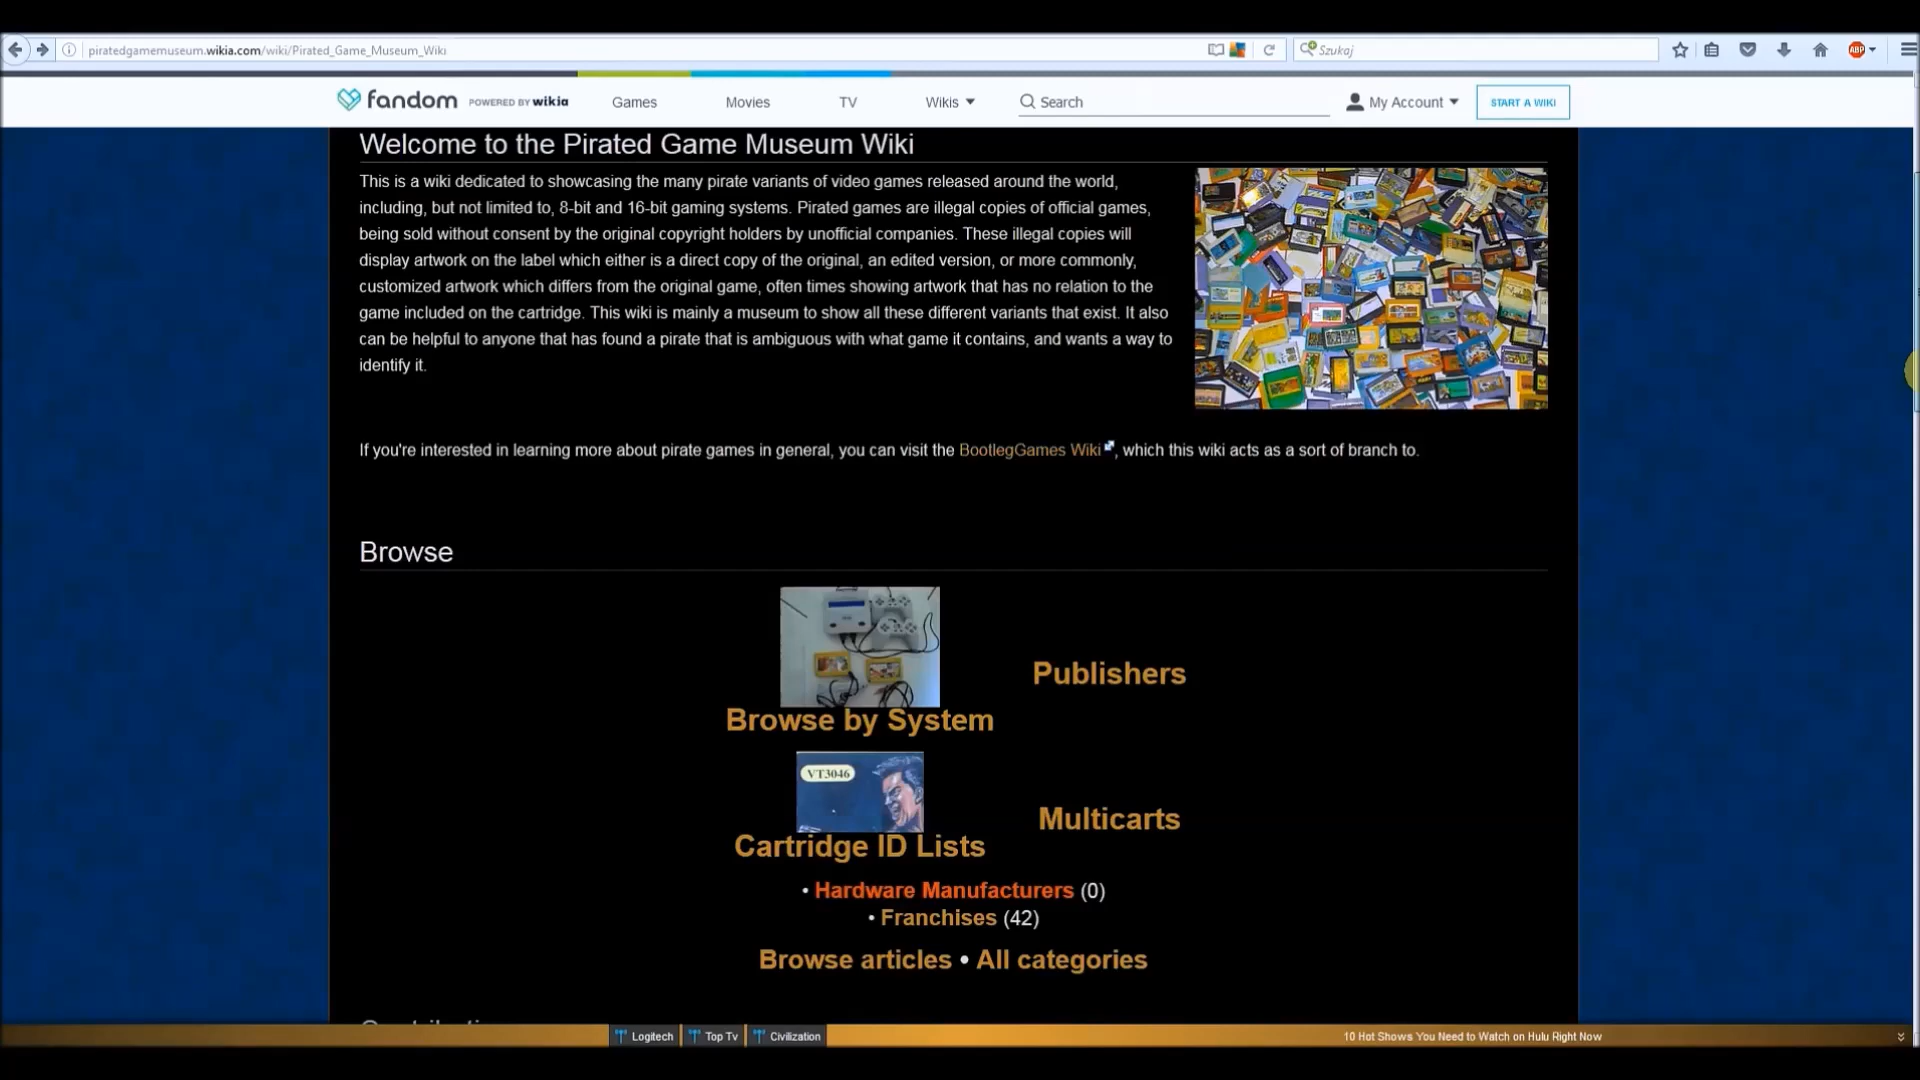 piratedgamemuseum.wikia.com/wiki/Pirated_Game_Museum_Wiki
Szukaj
ABP
fandom POWERED BY wikia
Games
Movies
TV
Wikis
Search
My Account
START A WIKI
Welcome to the Pirated Game Museum Wiki
This is a wiki dedicated to showcasing the many pirate variants of video games released around the world,
including, but not limited to, 8-bit and 16-bit gaming systems. Pirated games are illegal copies of official games,
being sold without consent by the original copyright holders by unofficial companies. These illegal copies will
display artwork on the label which either is a direct copy of the original, an edited version, or more commonly,
customized artwork which differs from the original game, often times showing artwork that has no relation to the
game included on the cartridge. This wiki is mainly a museum to show all these different variants that exist. It also
can be helpful to anyone that has found a pirate that is ambiguous with what game it contains, and wants a way to
identify it.
If you're interested in learning more about pirate games in general, you can visit the BootlegGames Wiki , which this wiki acts as a sort of branch to.
Browse
Publishers
Browse by System
VT3046
Multicarts
Cartridge ID Lists
• Hardware Manufacturers (0)
• Franchises (42)
Browse articles • All categories
Logitech
Top Tv
Civilization
10 Hot Shows You Need to Watch on Hulu Right Now